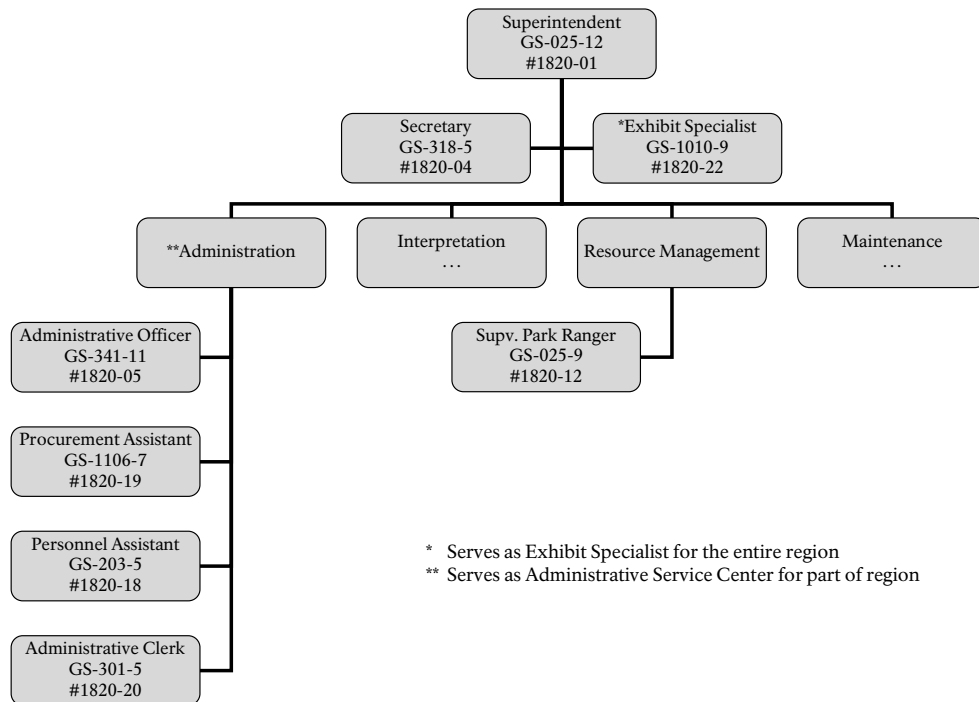 Superintendent
GS-025-12
#1820-01
Secretary
GS-318-5
#1820-04
*Exhibit Specialist
GS-1010-9
#1820-22
**Administration
Interpretation
...
Resource Management
Maintenance
...
Administrative Officer
GS-341-11
#1820-05
Supv. Park Ranger
GS-025-9
#1820-12
Procurement Assistant
GS-1106-7
#1820-19
Personnel Assistant
GS-203-5
#1820-18
Administrative Clerk
GS-301-5
#1820-20
* Serves as Exhibit Specialist for the entire region
** Serves as Administrative Service Center for part of region